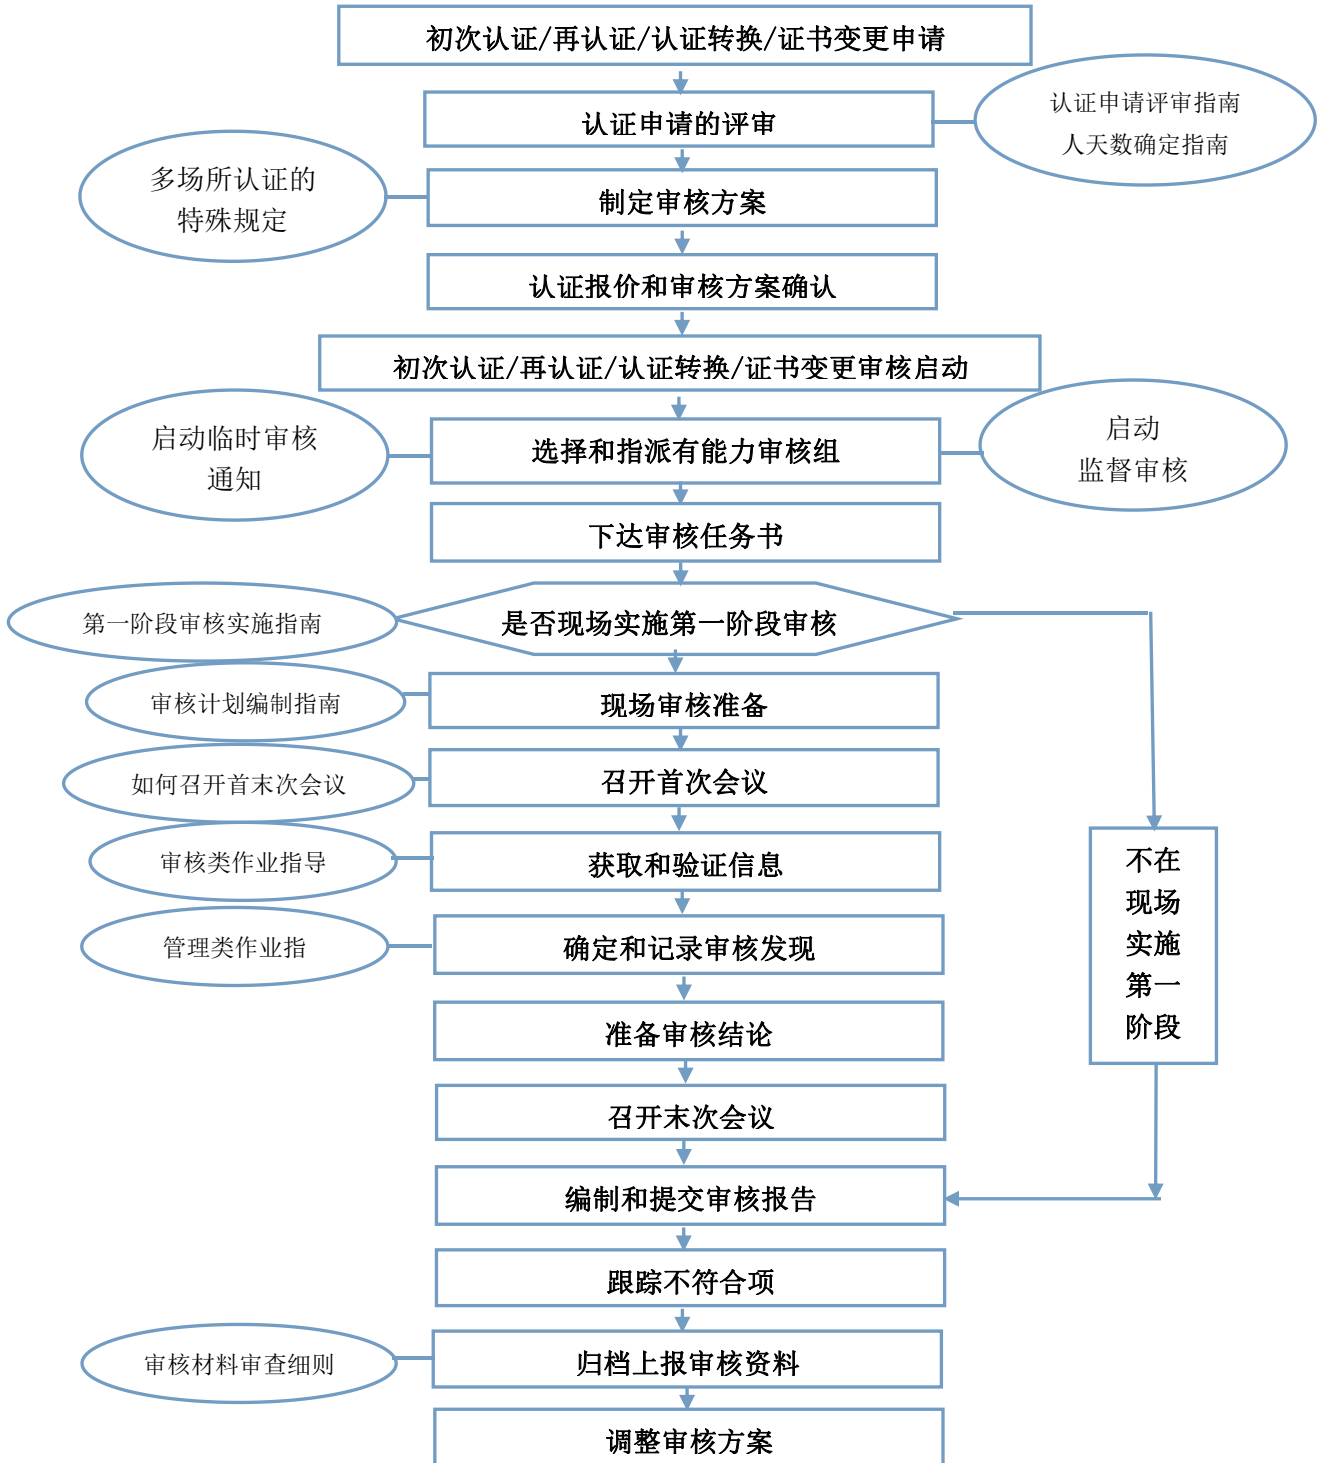 初次认证/再认证/认证转换/证书变更申请
认证申请评审指南
人天数确定指南
认证申请的评审
多场所认证的
特殊规定
制定审核方案
认证报价和审核方案确认
初次认证/再认证/认证转换/证书变更审核启动
启动临时审核
通知
选择和指派有能力审核组
启动
监督审核
下达审核任务书
第一阶段审核实施指南
是否现场实施第一阶段审核
审核计划编制指南
现场审核准备
如何召开首末次会议
召开首次会议
审核类作业指导
获取和验证信息
不在
现场
实施
第一
阶段
管理类作业指
确定和记录审核发现
准备审核结论
召开末次会议
编制和提交审核报告
跟踪不符合项
审核材料审查细则
归档上报审核资料
调整审核方案